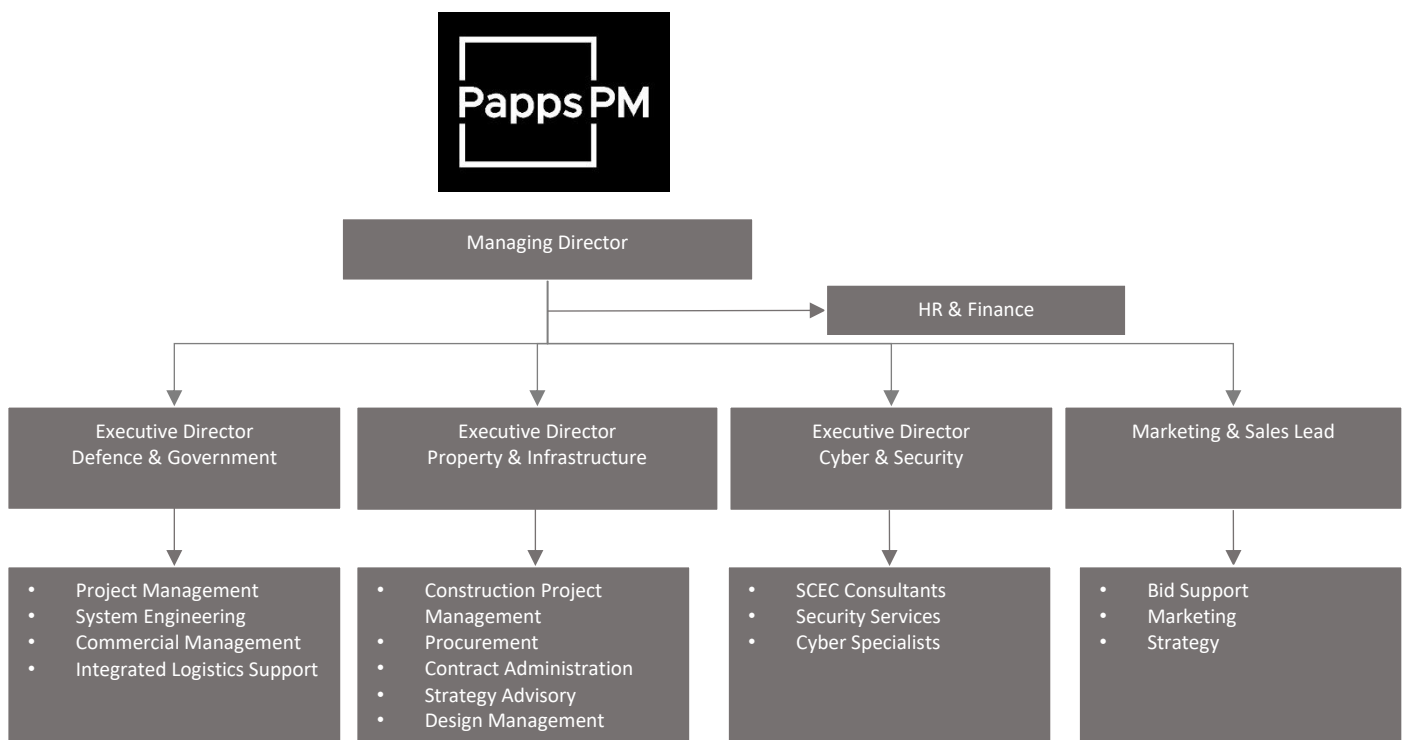 Papps PM
Managing Director
HR & Finance
Executive Director
Defence & Government
Executive Director
Property & Infrastructure
Executive Director
Cyber & Security
Marketing & Sales Lead
• Project Management
• System Engineering
• Commercial Management
• Integrated Logistics Support
• Construction Project
Management
• Procurement
• Contract Administration
• Strategy Advisory
• Design Management
• SCEC Consultants
• Security Services
• Cyber Specialists
• Bid Support
• Marketing
• Strategy